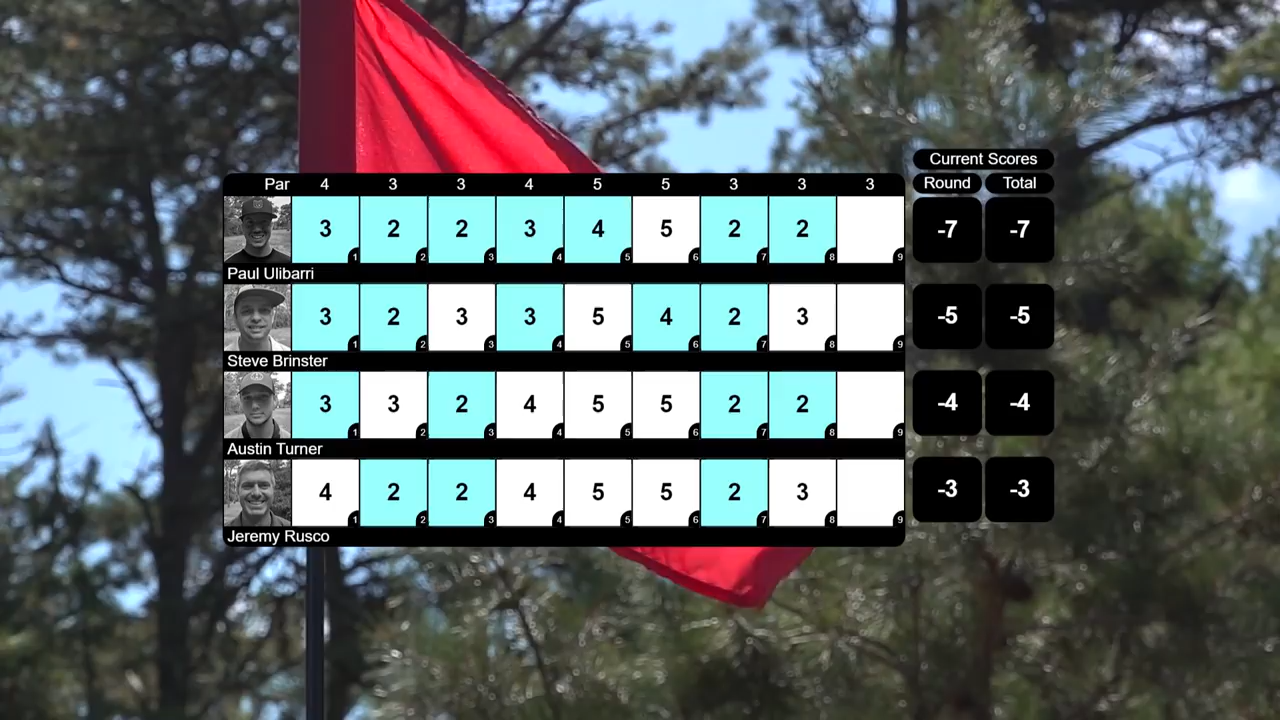 Current Scores
Par 4 3 3 4 5 5 3 3 3 Round Total
3 2 2 3 4 5 2 2 -7 -7
1 2 3 4 5 6 7 8 9
Paul Ulibarri
3 2 3 3 5 4 2 3 -5 -5
1 2 3 4 5 6 7 8 9
Steve Brinster
3 3 2 4 5 5 2 2 -4 -4
1 2 3 4 5 6 7 8 9
Austin Turner
4 2 2 4 5 5 2 3 -3 -3
1 2 3 4 5 6 7 8 9
Jeremy Rusco